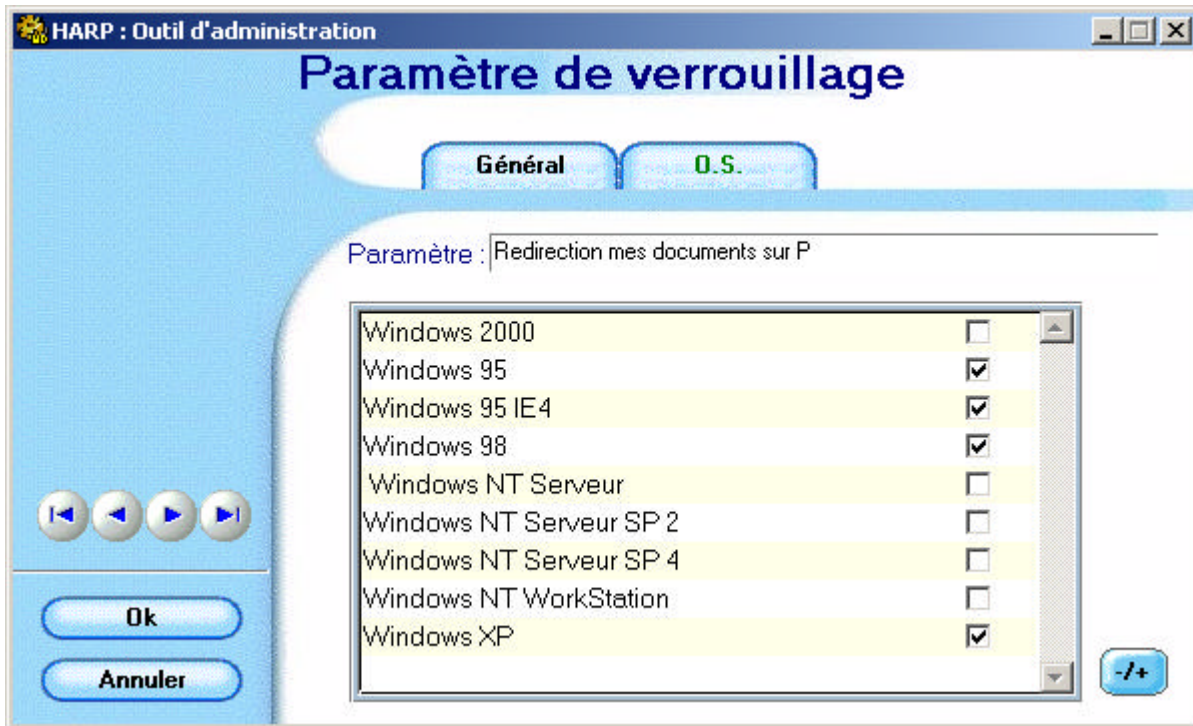 HARP : Outil d'administration
Paramètre de verrouillage
Général
O.S.
Paramètre : Redirection mes documents sur P
Windows 2000
Windows 95
Windows 95 IE4
Windows 98
Windows NT Serveur
Windows NT Serveur SP 2
Windows NT Serveur SP 4
Windows NT WorkStation
Windows XP
Ok
Annuler
-/+